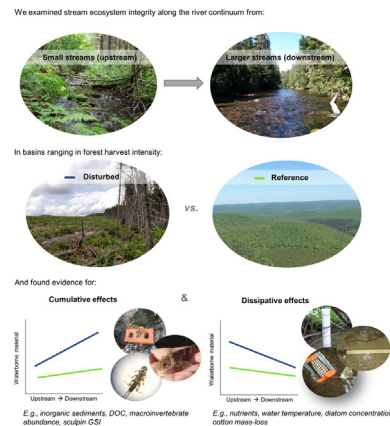 We examined stream ecosystem integrity along the river continuum from:
Small streams (upstream)
Larger streams (downstream)
In basins ranging in forest harvest intensity:
Disturbed
vs.
Reference
And found evidence for:
Cumulative effects
&
Dissipative effects
Waterborne material
Upstream → Downstream
Waterborne material
Upstream → Downstream
E.g., inorganic sediments, DOC, macroinvertebrate
abundance, sculpin GSI
E.g., nutrients, water temperature, diatom concentration
cotton mass-loss